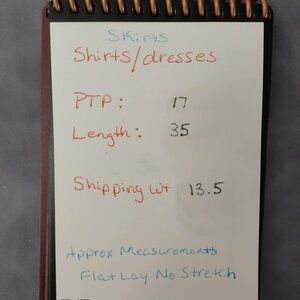 Skirts
Shirts/dresses
PTP: 17
Length: 35
Shipping wt 13.5
Approx Measurements
Flat Lay No Stretch